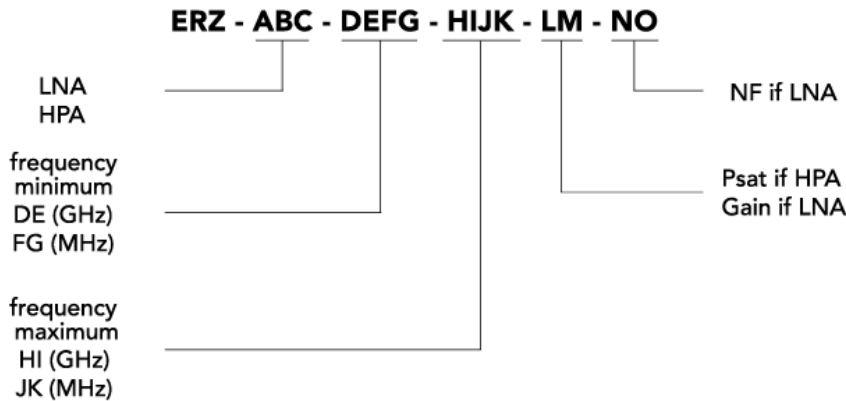 ERZ - ABC - DEFG - HIJK - LM - NO
LNA
HPA
NF if LNA
frequency
minimum
DE (GHz)
FG (MHz)
Psat if HPA
Gain if LNA
frequency
maximum
HI (GHz)
JK (MHz)